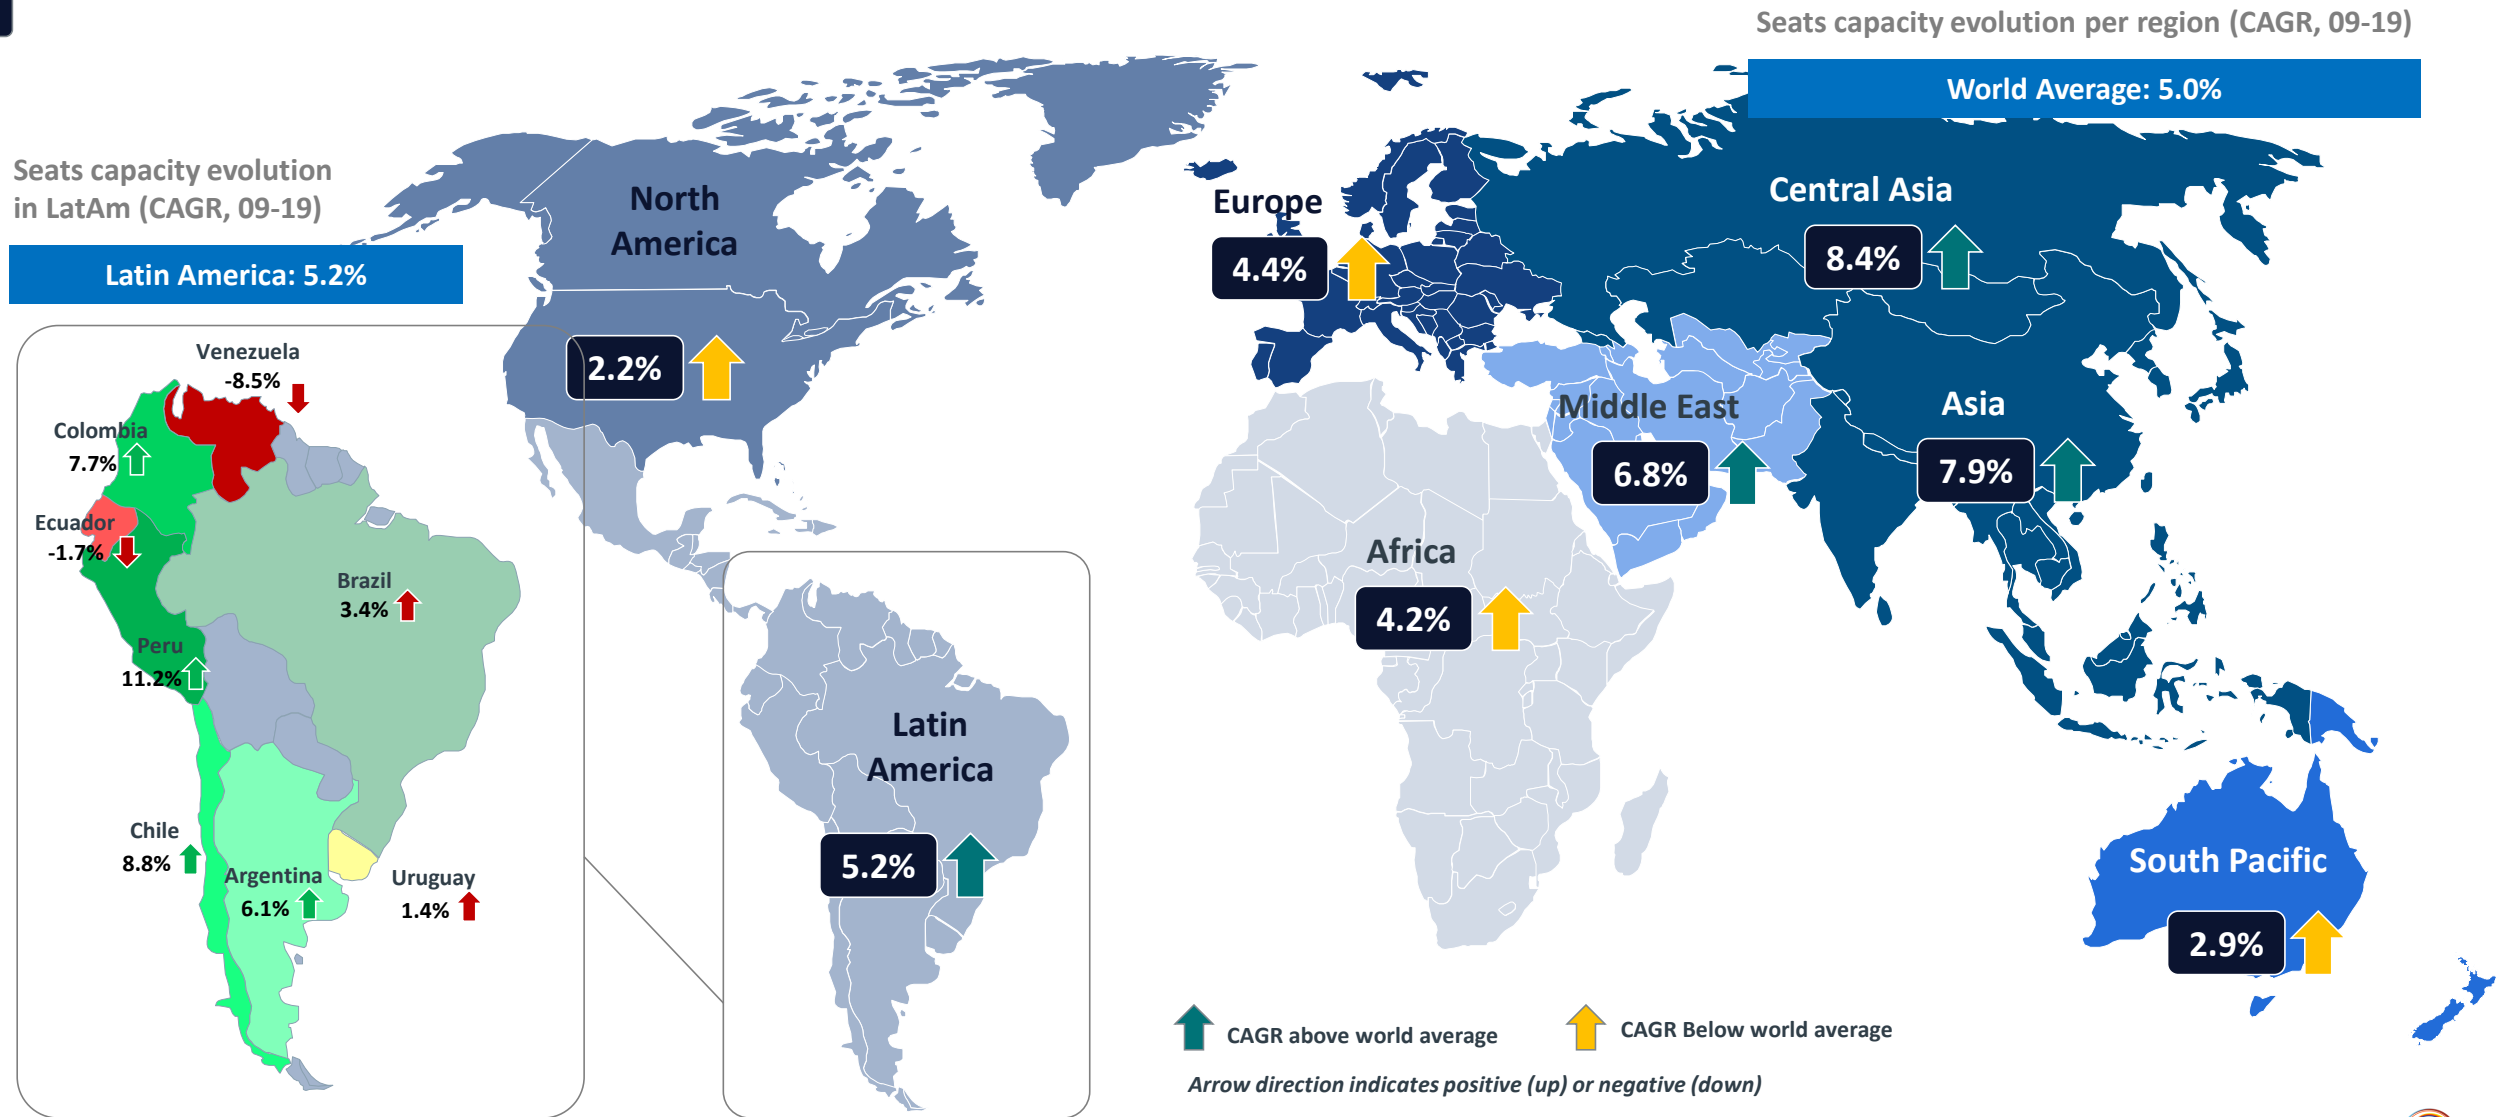 Seats capacity evolution per region (CAGR, 09-19)
World Average: 5.0%
Seats capacity evolution
in LatAm (CAGR, 09-19)
Latin America: 5.2%
North
America
2.2%
Europe
4.4%
Central Asia
8.4%
Asia
7.9%
Middle East
6.8%
Africa
4.2%
Latin
America
5.2%
South Pacific
2.9%
Venezuela
-8.5%
Colombia
7.7%
Ecuador
-1.7%
Brazil
3.4%
Peru
11.2%
Chile
8.8%
Argentina
6.1%
Uruguay
1.4%
CAGR above world average
CAGR Below world average
Arrow direction indicates positive (up) or negative (down)